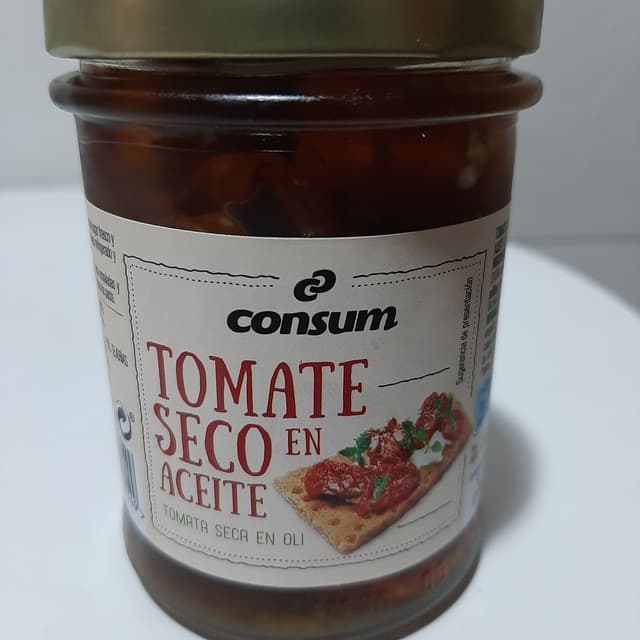 consum
TOMATE
SECO EN
ACEITE
TOMATA SECA EN OLI
Sugerencia de presentación